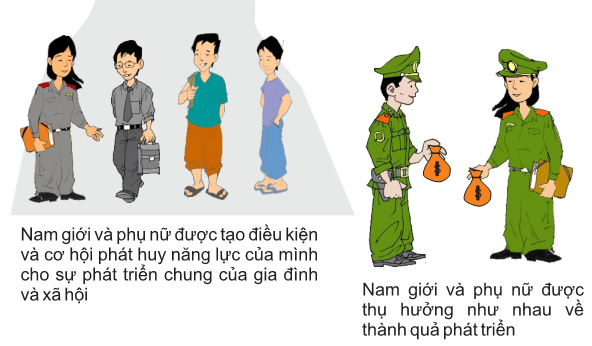 Nam giới và phụ nữ được tạo điều kiện
và cơ hội phát huy năng lực của mình
cho sự phát triển chung của gia đình
và xã hội
Nam giới và phụ nữ được
thụ hưởng như nhau về
thành quả phát triển